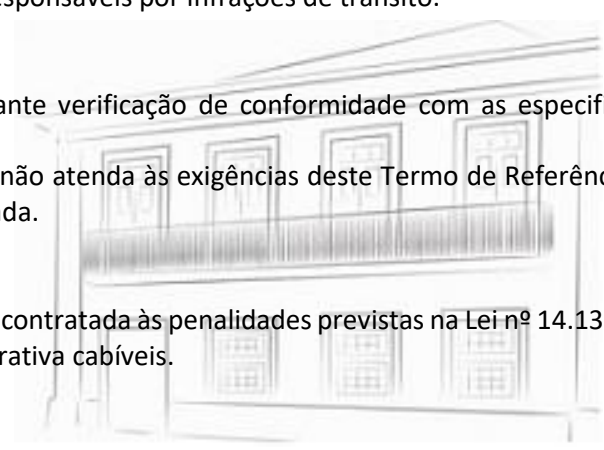 sponsáveis por infrações de trânsito.
ante verificação de conformidade com as especif
não atenda às exigências deste Termo de Referênc
da.
contratada às penalidades previstas na Lei nº 14.13
rativa cabíveis.